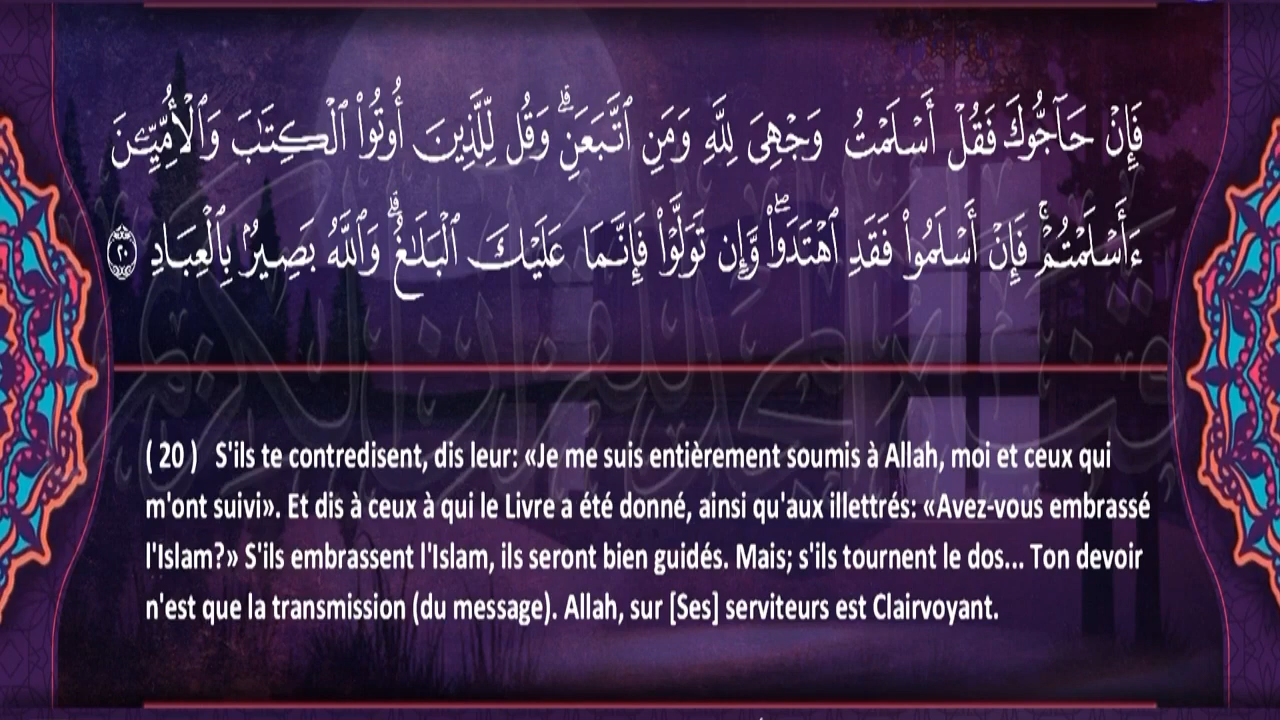 فَإِنۡ حَآجُّوكَ فَقُلۡ أَسۡلَمۡتُ وَجۡهِيَ لِلَّهِ وَمَنِ ٱتَّبَعَنِۗ وَقُل لِّلَّذِينَ أُوتُواْ ٱلۡكِتَٰبَ وَٱلۡأُمِّيِّـۧنَ
ءَأَسۡلَمۡتُمۡۚ فَإِنۡ أَسۡلَمُواْ فَقَدِ ٱهۡتَدَواْۖ وَّإِن تَوَلَّوۡاْ فَإِنَّمَا عَلَيۡكَ ٱلۡبَلَٰغُۗ وَٱللَّهُ بَصِيرُۢ بِٱلۡعِبَادِ ٢٠
( 20 ) S'ils te contredisent, dis leur: «Je me suis entièrement soumis à Allah, moi et ceux qui
m'ont suivi». Et dis à ceux à qui le Livre a été donné, ainsi qu'aux illettrés: «Avez-vous embrassé
l'Islam?» S'ils embrassent l'Islam, ils seront bien guidés. Mais; s'ils tournent le dos... Ton devoir
n'est que la transmission (du message). Allah, sur [Ses] serviteurs est Clairvoyant.